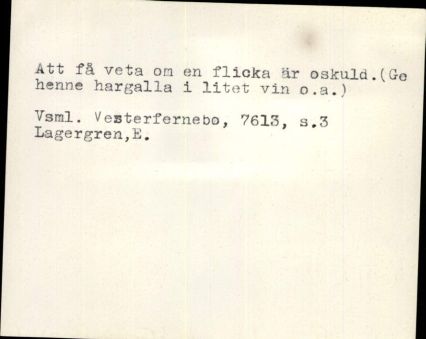 Att få veta om en flicka är oskuld.(Ge
henne hargalla i litet vin o.a.)
Vsml. Vesterfernebo, 7613, s.3
Lagergren,E.